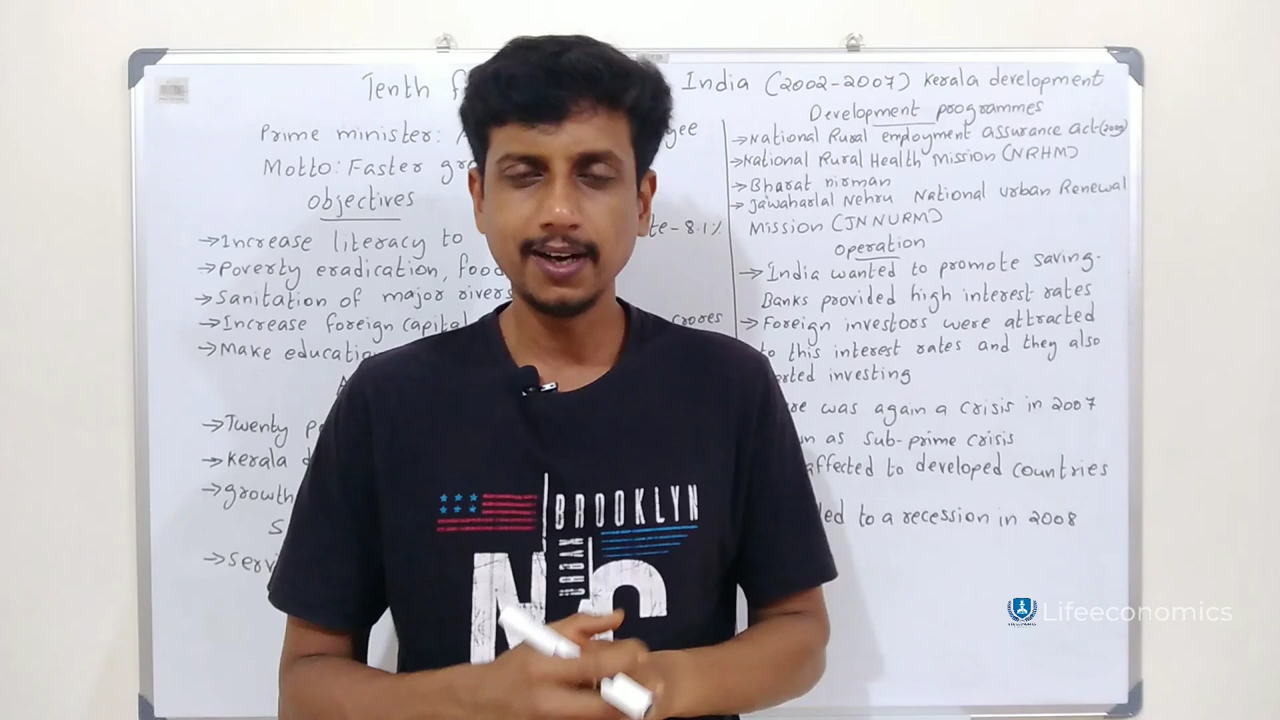 Tenth f India (2002-2007) kerala development
Prime minister: gee
Motto: Faster gro
objectives
→Increase literacy to te-8.1%
→Poverty eradication, food
→Sanitation of major rivers
→Increase foreign capital crores
→Make educatio
→Twenty Pe
→kerala d
→growth
S
→serv
Development programmes
→National Rural employment assurance act-(2005)
→National Rural Health Mission (NRHM)
→Bharat nirman
→Jawaharlal Nehru National urban Renewal
Mission (JNNURM)
operation
→India wanted to promote saving.
Banks provided high interest rates
→Foreign investors were attracted
to this interest rates and they also
rted investing
re was again a crisis in 2007
n as sub-prime crisis
affected to developed countries
led to a recession in 2008
BROOKLYN
NC
Lifeeconomics